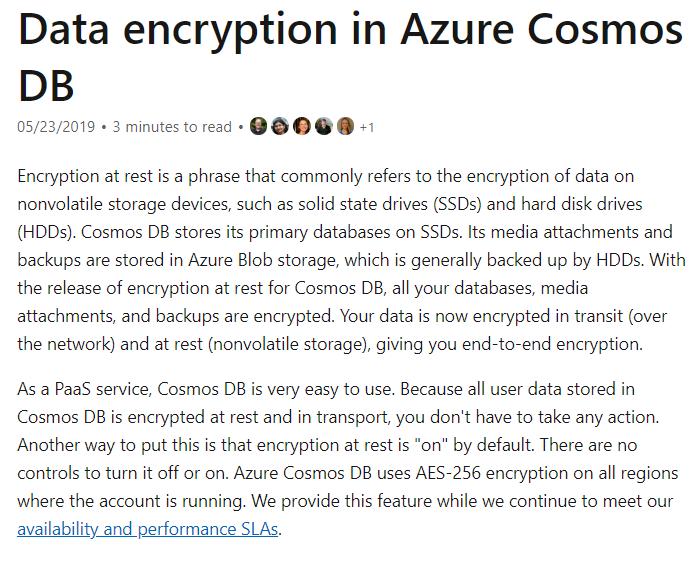 Data encryption in Azure Cosmos
DB
05/23/2019 • 3 minutes to read • +1
Encryption at rest is a phrase that commonly refers to the encryption of data on
nonvolatile storage devices, such as solid state drives (SSDs) and hard disk drives
(HDDs). Cosmos DB stores its primary databases on SSDs. Its media attachments and
backups are stored in Azure Blob storage, which is generally backed up by HDDs. With
the release of encryption at rest for Cosmos DB, all your databases, media
attachments, and backups are encrypted. Your data is now encrypted in transit (over
the network) and at rest (nonvolatile storage), giving you end-to-end encryption.
As a PaaS service, Cosmos DB is very easy to use. Because all user data stored in
Cosmos DB is encrypted at rest and in transport, you don't have to take any action.
Another way to put this is that encryption at rest is "on" by default. There are no
controls to turn it off or on. Azure Cosmos DB uses AES-256 encryption on all regions
where the account is running. We provide this feature while we continue to meet our
availability and performance SLAs.